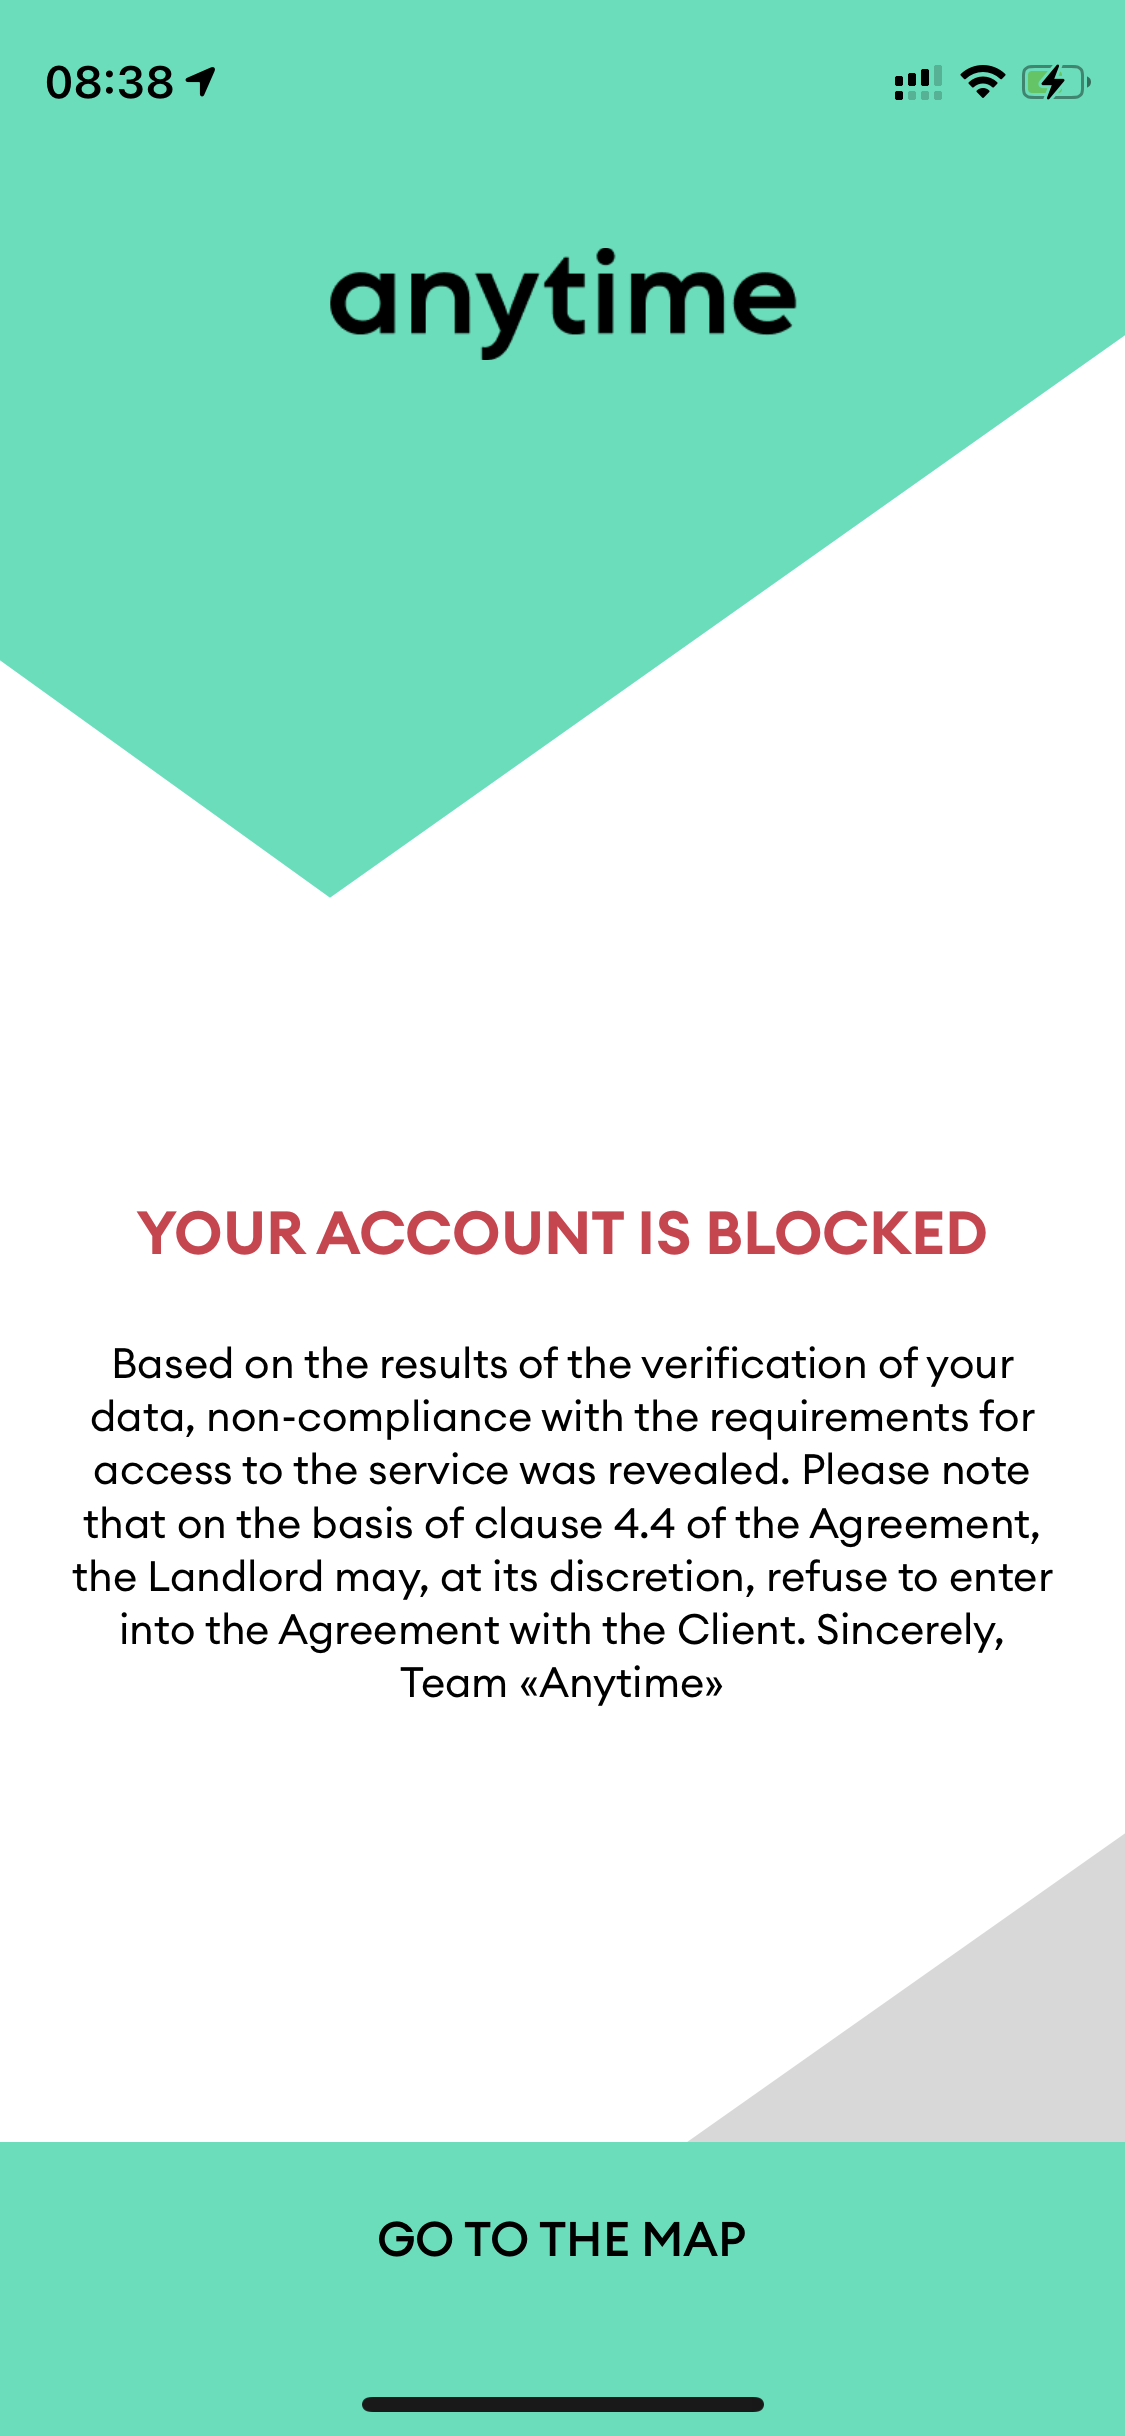 08:38
anytime
YOUR ACCOUNT IS BLOCKED
Based on the results of the verification of your
data, non-compliance with the requirements for
access to the service was revealed. Please note
that on the basis of clause 4.4 of the Agreement,
the Landlord may, at its discretion, refuse to enter
into the Agreement with the Client. Sincerely,
Team «Anytime»
GO TO THE MAP